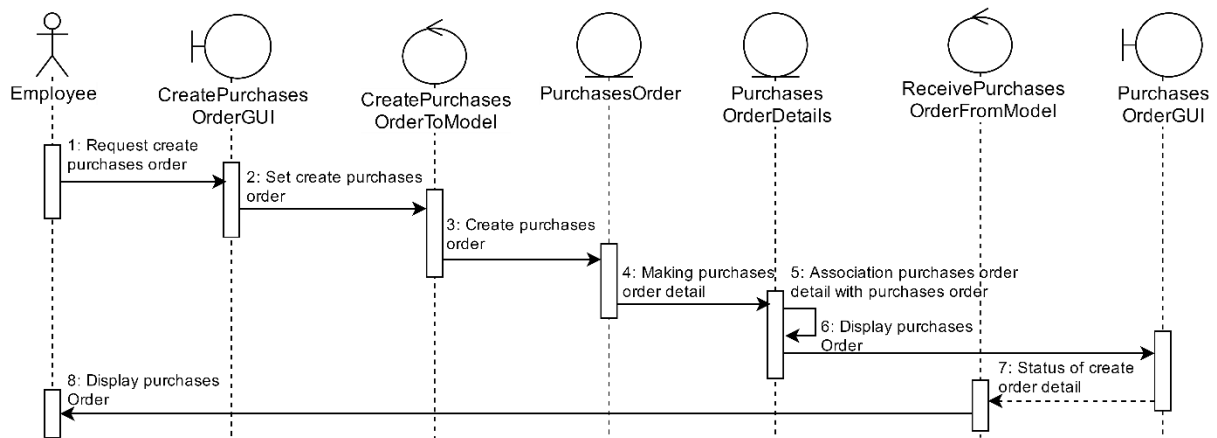 Employee
CreatePurchases
OrderGUI
CreatePurchases
OrderToModel
PurchasesOrder
Purchases
OrderDetails
ReceivePurchases
OrderFromModel
Purchases
OrderGUI
1: Request create
purchases order
2: Set create purchases
order
3: Create purchases
order
4: Making purchases
order detail
5: Association purchases order
detail with purchases order
6: Display purchases
Order
7: Status of create
order detail
8: Display purchases
Order